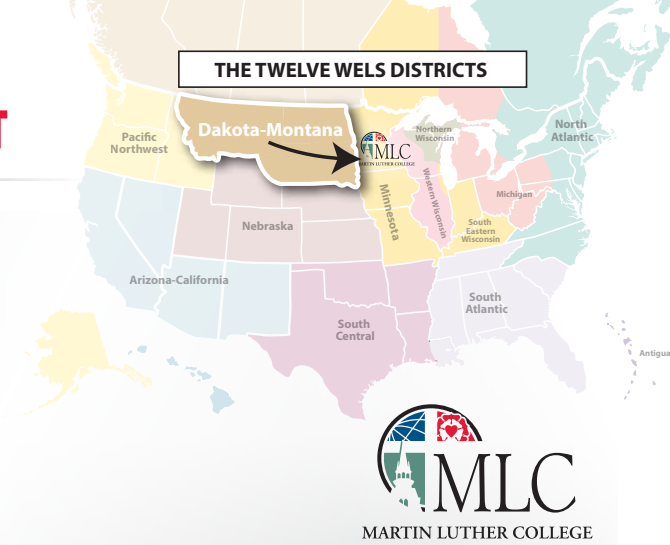 THE TWELVE WELS DISTRICTS
Pacific
Northwest
Dakota-Montana
MLC
MARTIN LUTHER COLLEGE
Northern
Wisconsin
North
Atlantic
Western Wisconsin
Michigan
Minnesota
Nebraska
South
Eastern
Wisconsin
Arizona-California
South
Atlantic
South
Central
Antigua
MLC
MARTIN LUTHER COLLEGE